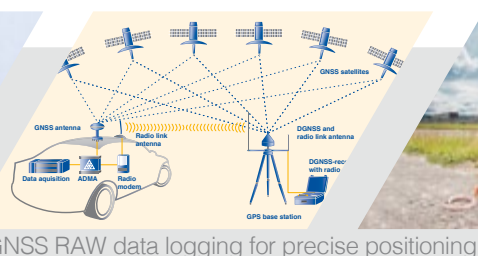 GNSS satellites
GNSS antenna
Radio link
antenna
DGNSS and
radio link antenna
Data aquisition
ADMA
Radio
modem
with radio
GPS base station
GNSS RAW data logging for precise positioning